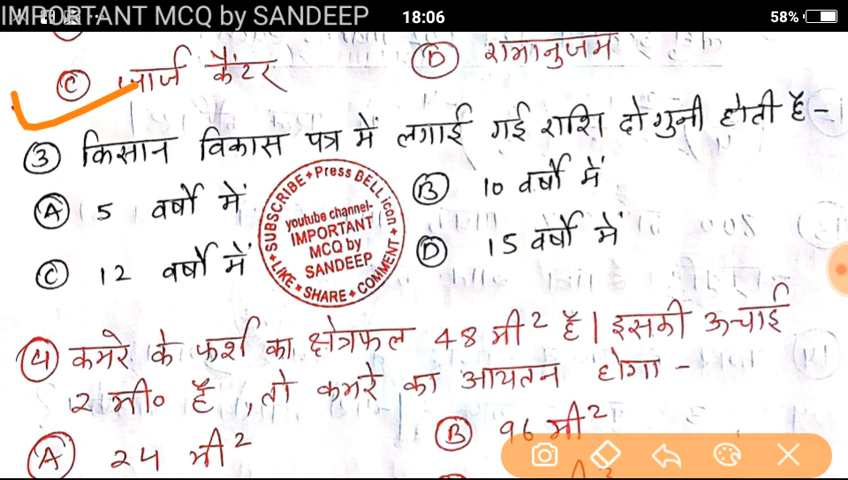 IMPORTANT MCQ by SANDEEP 18:06 58%
(C) जार्ज कैंटर (D) रामानुजम
(3) किसान विकास पत्र में लगाई गई राशि दो गुनी होती है -
(A) 5 वर्षो में (B) 10 वर्षो में
(C) 12 वर्षो में (D) 15 वर्षो में
SUBSCRIBE + Press BELL icon
youtube channel-
IMPORTANT
MCQ by
SANDEEP
LIKE SHARE COMMENT
(4) कमरे के फर्श का क्षेत्रफल 48 मी² है। इसकी ऊचाई
2 मी० है, तो कमरे का आयतन होगा -
(A) 24 मी² (B) 96 मी²